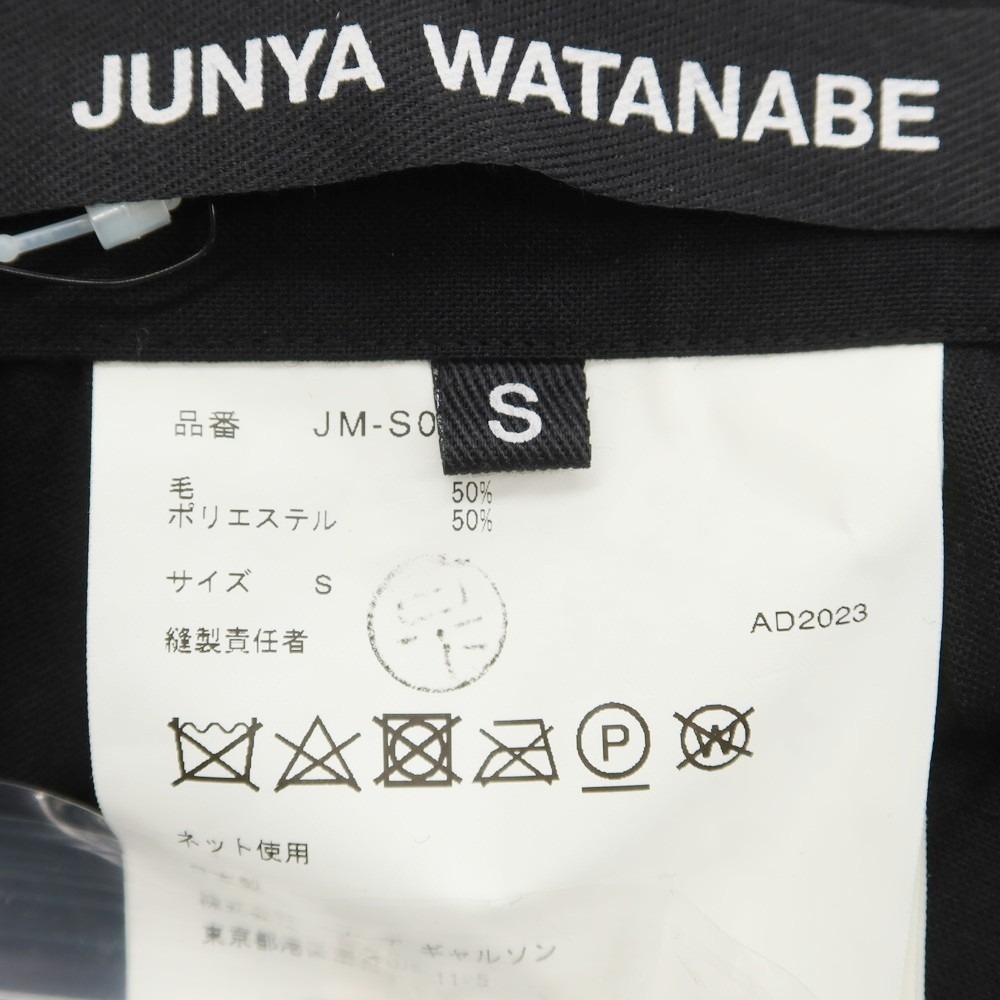 JUNYA WATANABE
S
品番 JM-S0
毛 50%
ポリエステル 50%
サイズ S
縫製責任者
AD2023
P
W
ネット使用
東京都港区 ギャルソン
11-5